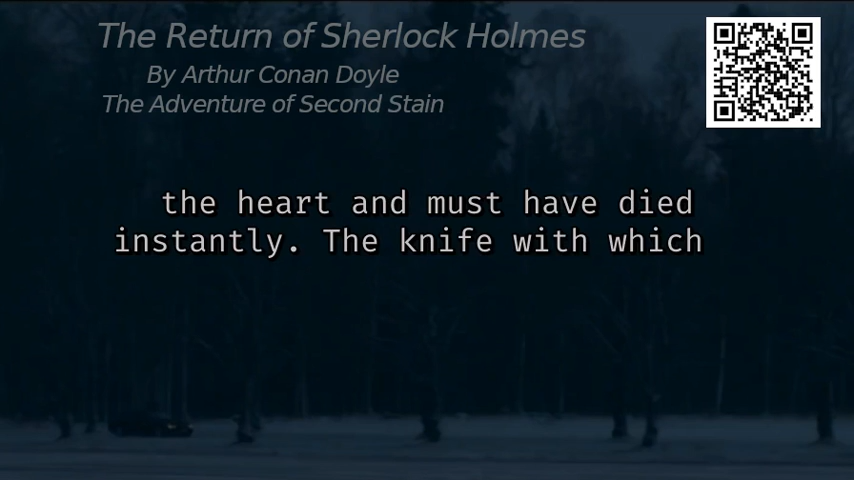 The Return of Sherlock Holmes
By Arthur Conan Doyle
The Adventure of Second Stain
the heart and must have died
instantly. The knife with which